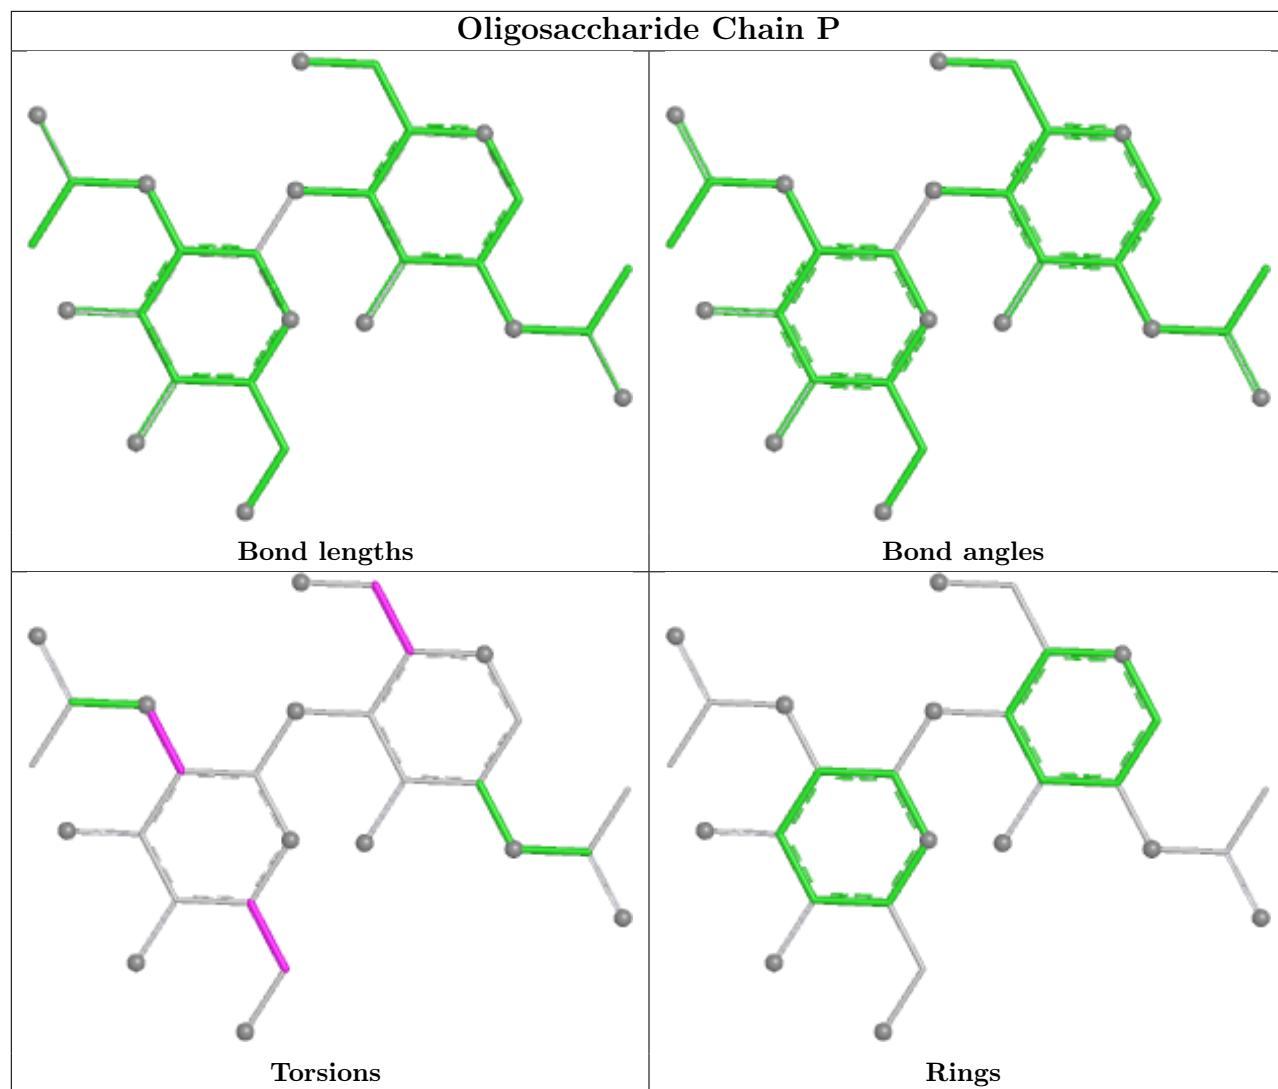 Oligosaccharide Chain P
Bond lengths
Bond angles
Torsions
Rings